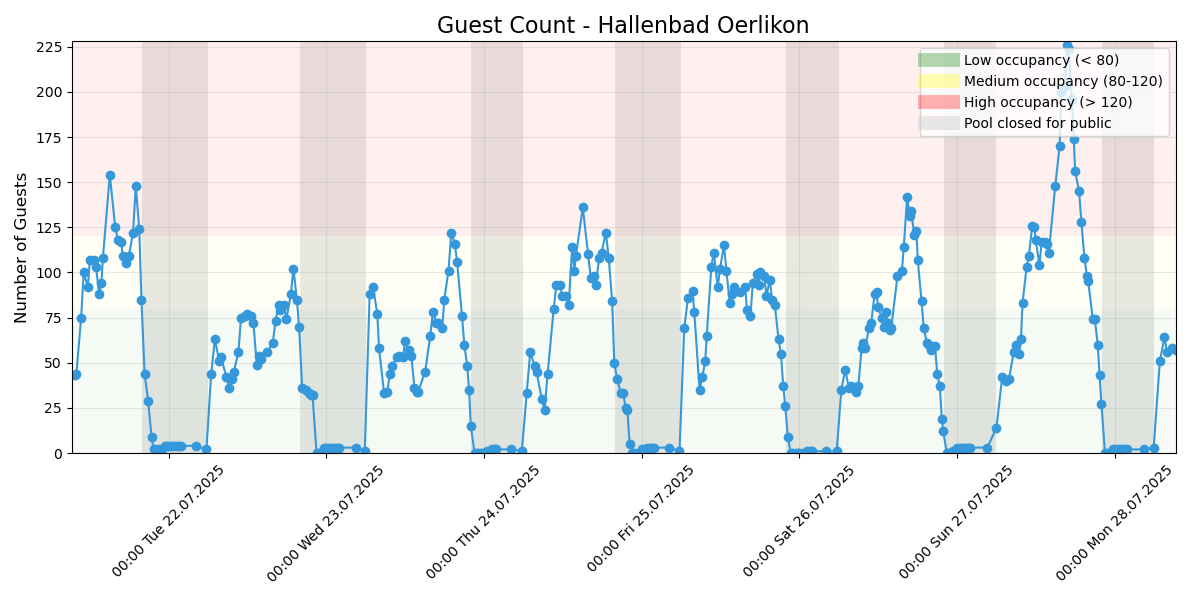 Guest Count - Hallenbad Oerlikon
Number of Guests
225
200
175
150
125
100
75
50
25
0
Low occupancy (< 80)
Medium occupancy (80-120)
High occupancy (> 120)
Pool closed for public
00:00 Tue 22.07.2025
00:00 Wed 23.07.2025
00:00 Thu 24.07.2025
00:00 Fri 25.07.2025
00:00 Sat 26.07.2025
00:00 Sun 27.07.2025
00:00 Mon 28.07.2025